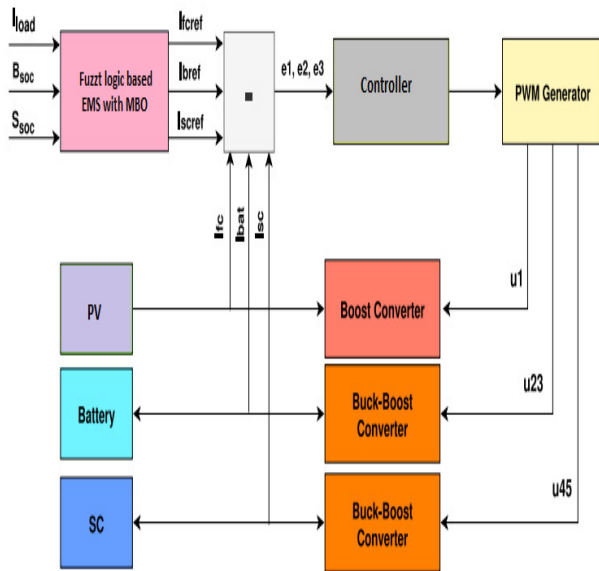 Iload
Bsoc
Ssoc
Fuzzt logic based
EMS with MBO
Ifcref
Ibref
Iscref
e1, e2, e3
Controller
PWM Generator
Ifc
Ibat
Isc
u1
u23
u45
PV
Boost Converter
Battery
Buck-Boost
Converter
SC
Buck-Boost
Converter